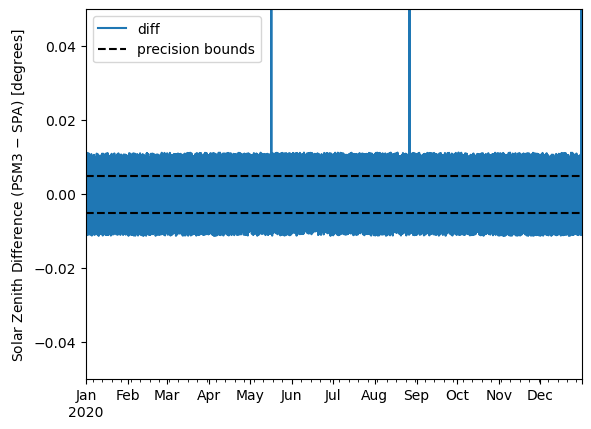 Solar Zenith Difference (PSM3 − SPA) [degrees]
0.04
0.02
0.00
−0.02
−0.04
diff
precision bounds
Jan Feb Mar Apr May Jun Jul Aug Sep Oct Nov Dec
2020